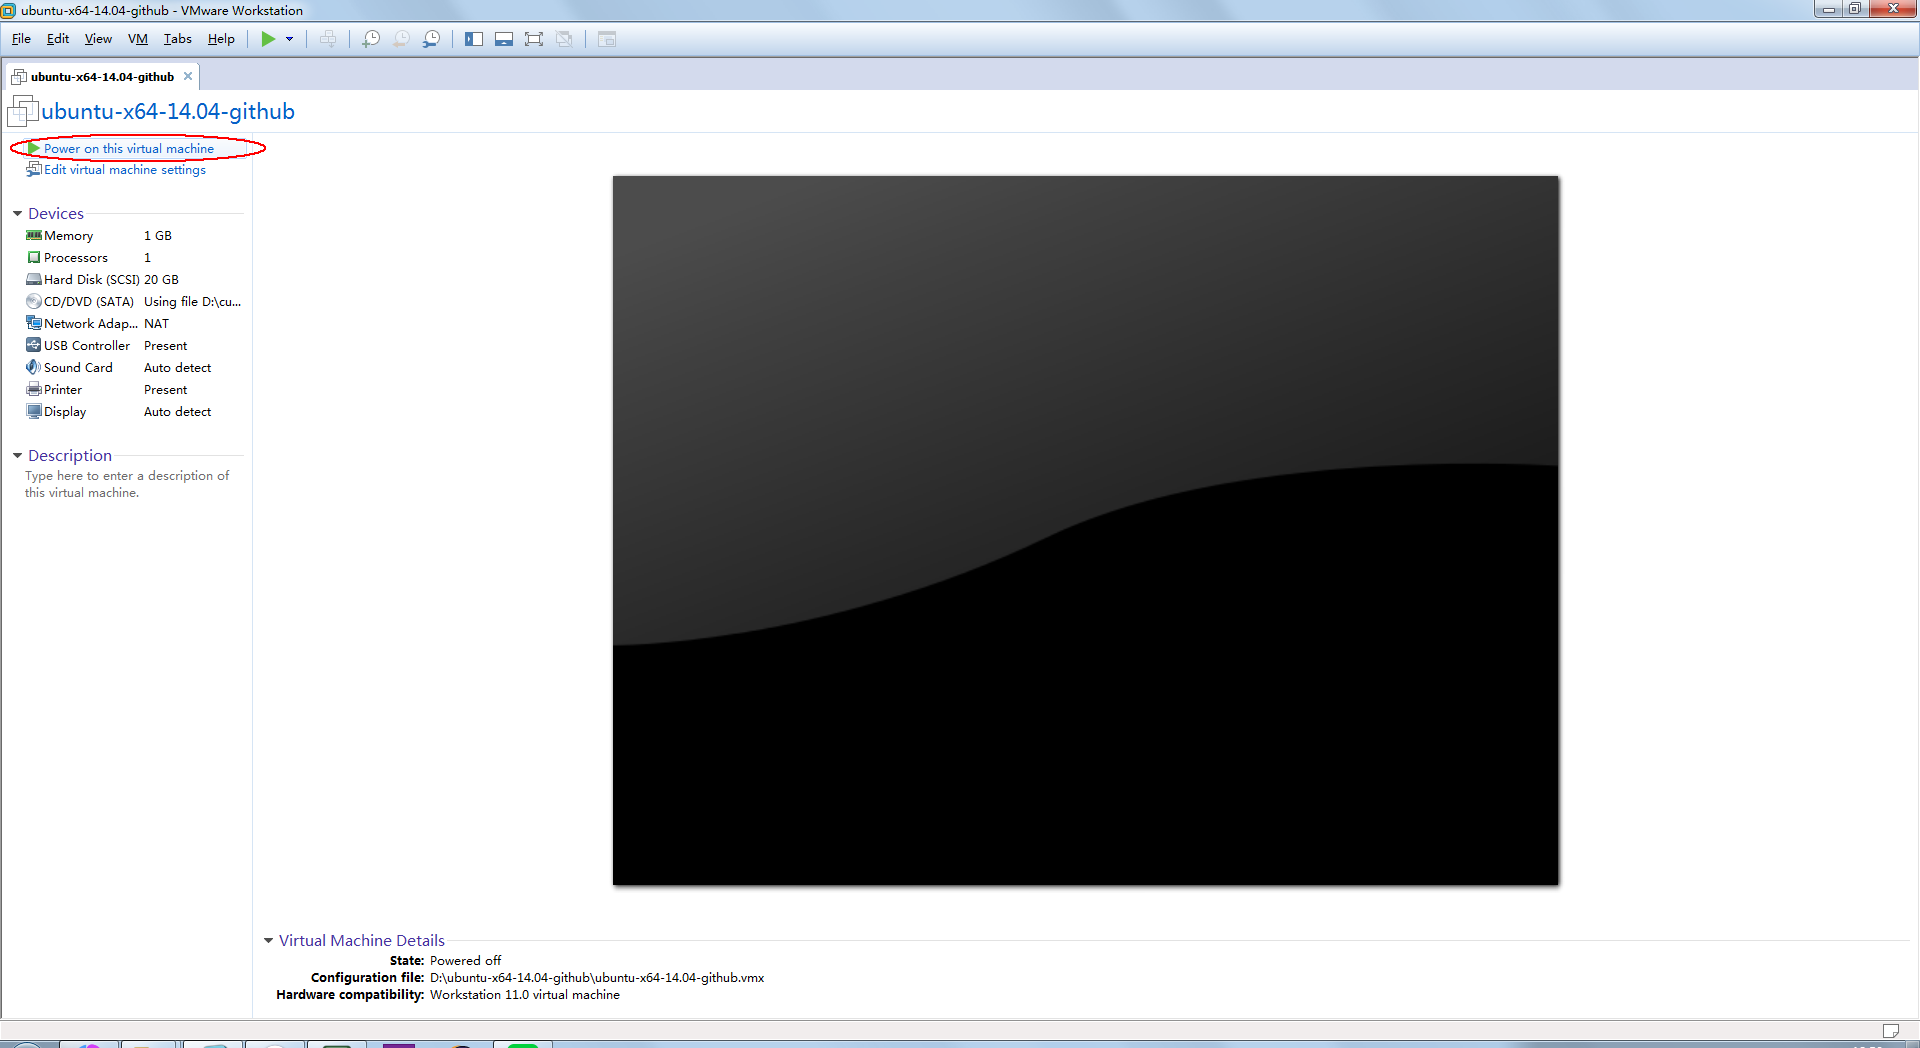 ubuntu-x64-14.04-github - VMware Workstation
File Edit View VM Tabs Help
ubuntu-x64-14.04-github
ubuntu-x64-14.04-github
Power on this virtual machine
Edit virtual machine settings
Devices
Memory 1 GB
Processors 1
Hard Disk (SCSI) 20 GB
CD/DVD (SATA) Using file D:\cu...
Network Adap... NAT
USB Controller Present
Sound Card Auto detect
Printer Present
Display Auto detect
Description
Type here to enter a description of
this virtual machine.
Virtual Machine Details
State: Powered off
Configuration file: D:\ubuntu-x64-14.04-github\ubuntu-x64-14.04-github.vmx
Hardware compatibility: Workstation 11.0 virtual machine